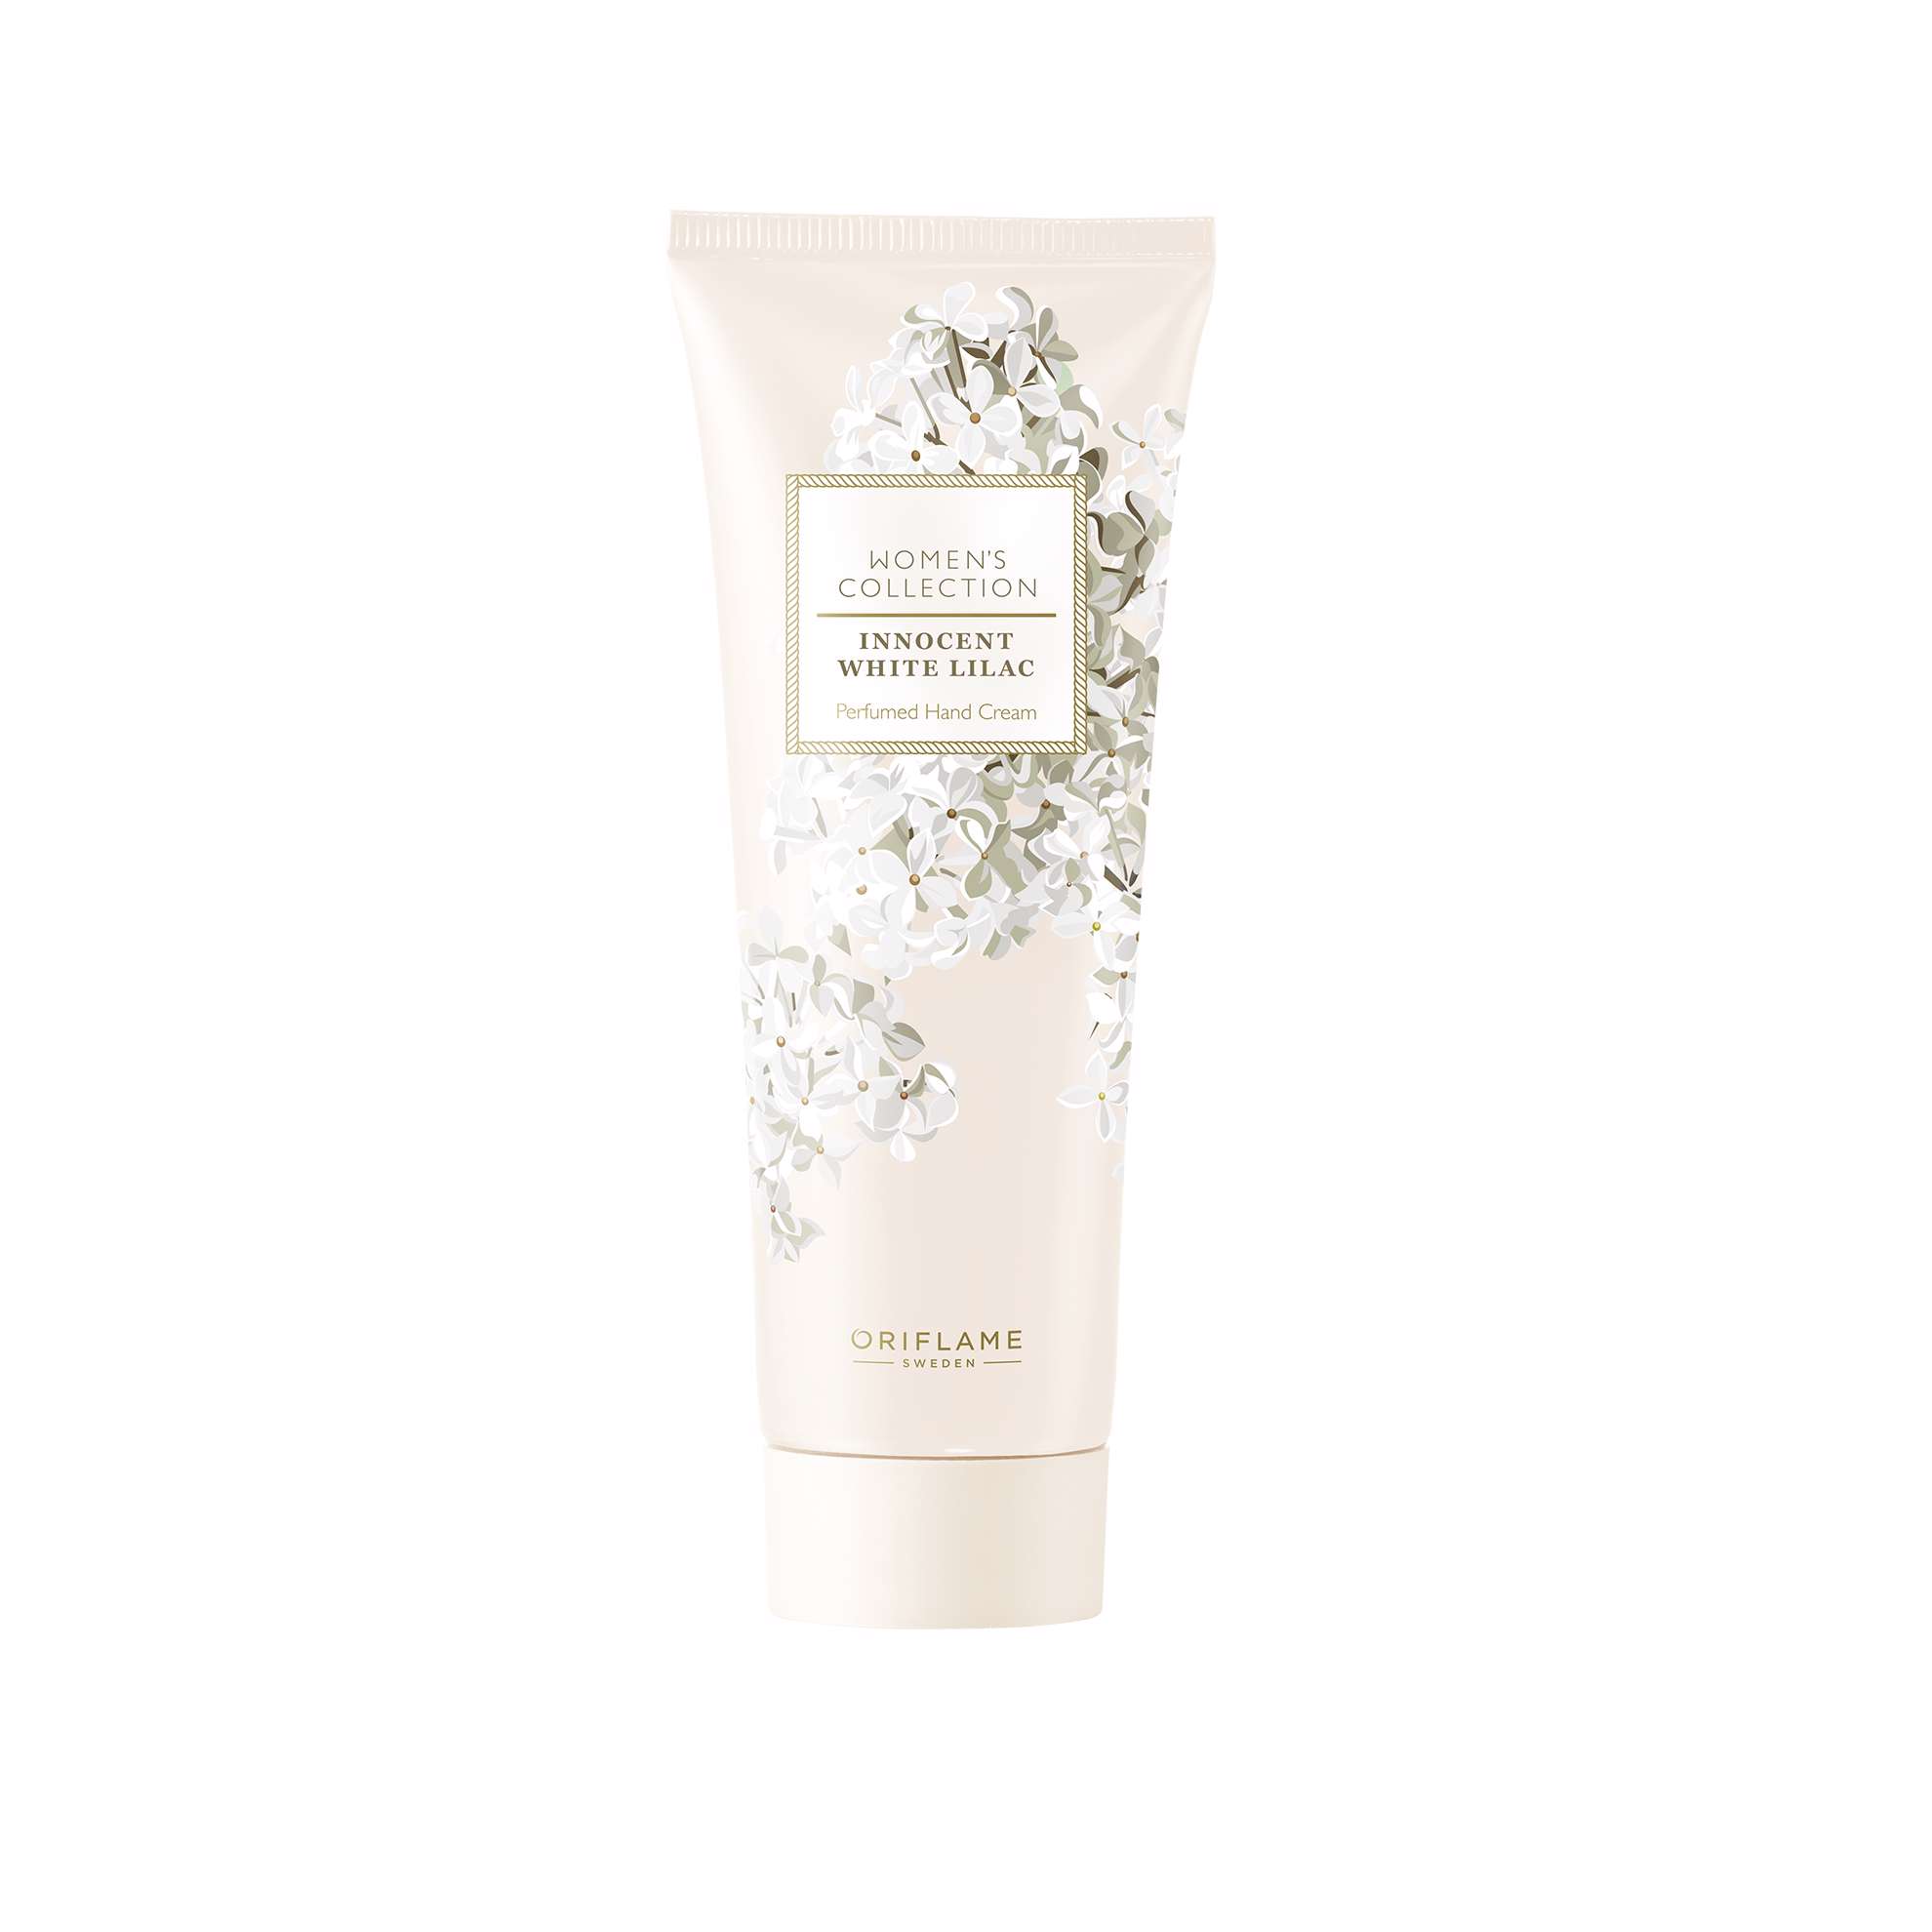 WOMEN'S
COLLECTION
INNOCENT
WHITE LILAC
Perfumed Hand Cream
ORIFLAME
SWEDEN